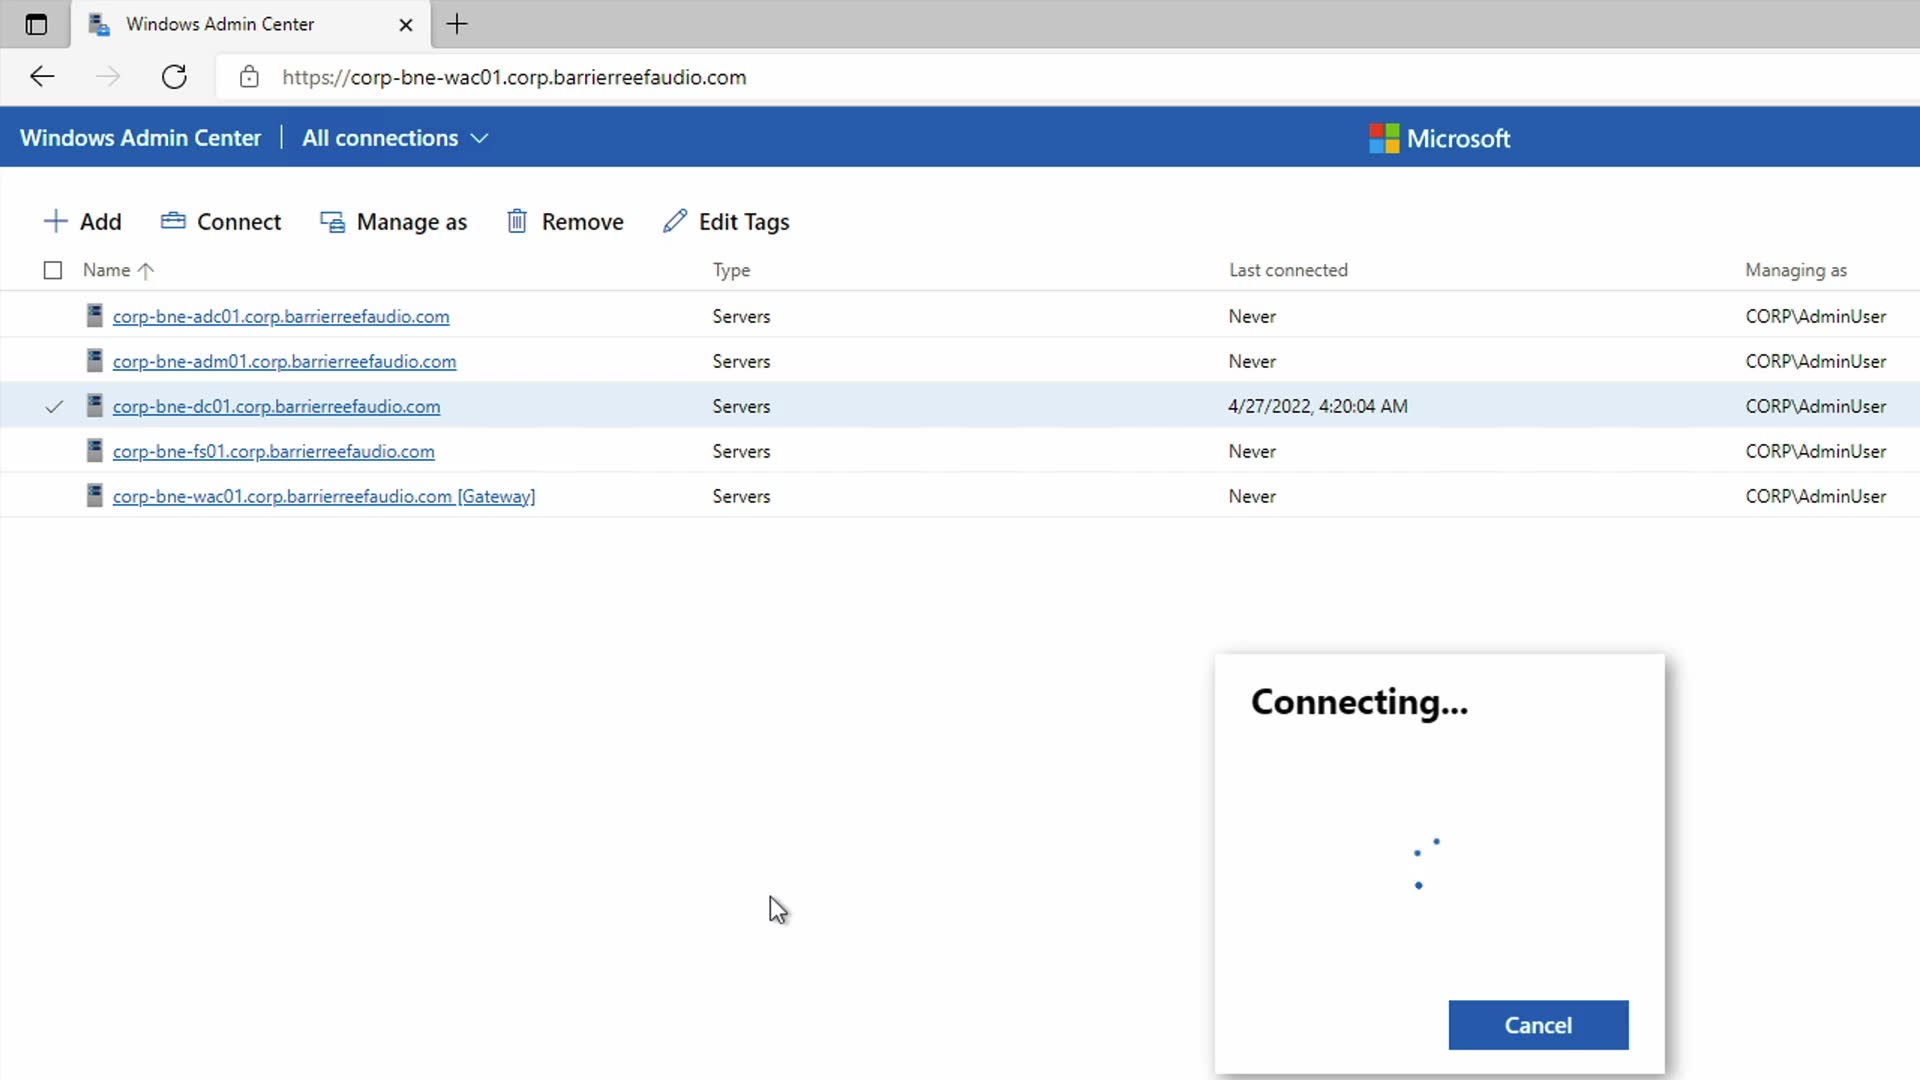 Windows Admin Center
https://corp-bne-wac01.corp.barrierreefaudio.com
Windows Admin Center | All connections Microsoft
Add Connect Manage as Remove Edit Tags
Name Type Last connected Managing as
corp-bne-adc01.corp.barrierreefaudio.com Servers Never CORP\AdminUser
corp-bne-adm01.corp.barrierreefaudio.com Servers Never CORP\AdminUser
corp-bne-dc01.corp.barrierreefaudio.com Servers 4/27/2022, 4:20:04 AM CORP\AdminUser
corp-bne-fs01.corp.barrierreefaudio.com Servers Never CORP\AdminUser
corp-bne-wac01.corp.barrierreefaudio.com [Gateway] Servers Never CORP\AdminUser
Connecting...
Cancel